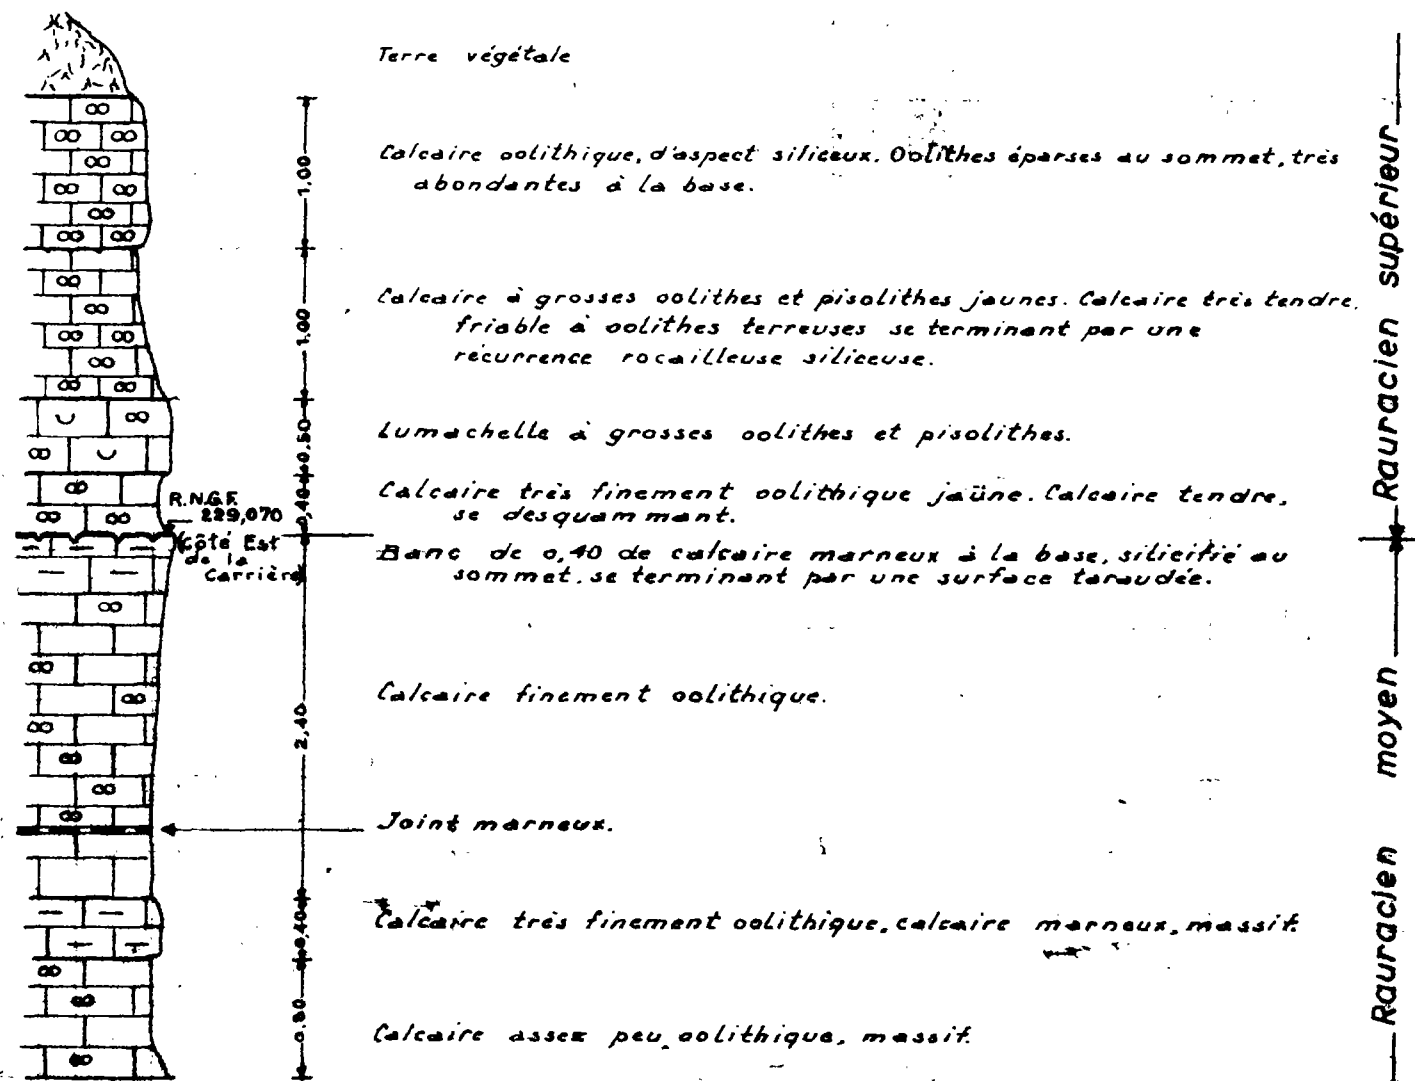 Terre végétale
1,00
Calcaire oolithique, d'aspect siliceux. Oolithes éparses au sommet, très
abondantes à la base.
Rauracien supérieur
1,00
Calcaire à grosses oolithes et pisolithes jaunes. Calcaire très tendre,
friable à oolithes terreuses se terminant par une
récurrence rocailleuse siliceuse.
0,50
Lumachelle à grosses oolithes et pisolithes.
0,40
Calcaire très finement oolithique jaüne. Calcaire tendre,
se desquammant.
R.N.G.F.
229,070
Côté Est
de la
Carrière
Banc de 0,40 de calcaire marneux à la base, silicifié au
sommet, se terminant par une surface taraudée.
2,40
Calcaire finement oolithique.
Joint marneux.
Rauracien moyen
0,40
Calcaire très finement oolithique, calcaire marneux, massif.
0,80
Calcaire assez peu oolithique, massif.